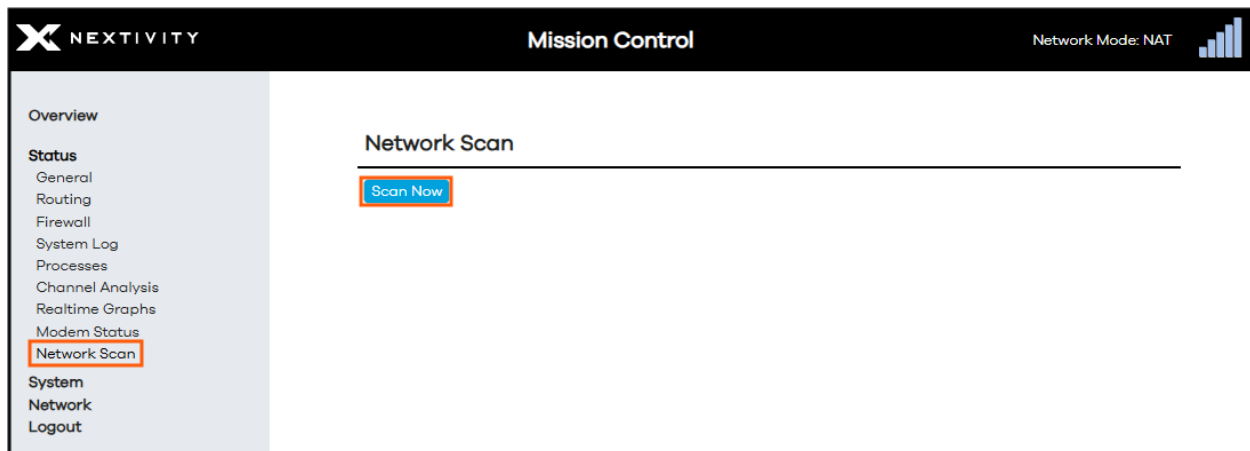 NEXTIVITY
Mission Control
Network Mode: NAT
Overview
Status
General
Routing
Firewall
System Log
Processes
Channel Analysis
Realtime Graphs
Modem Status
Network Scan
System
Network
Logout
Network Scan
Scan Now